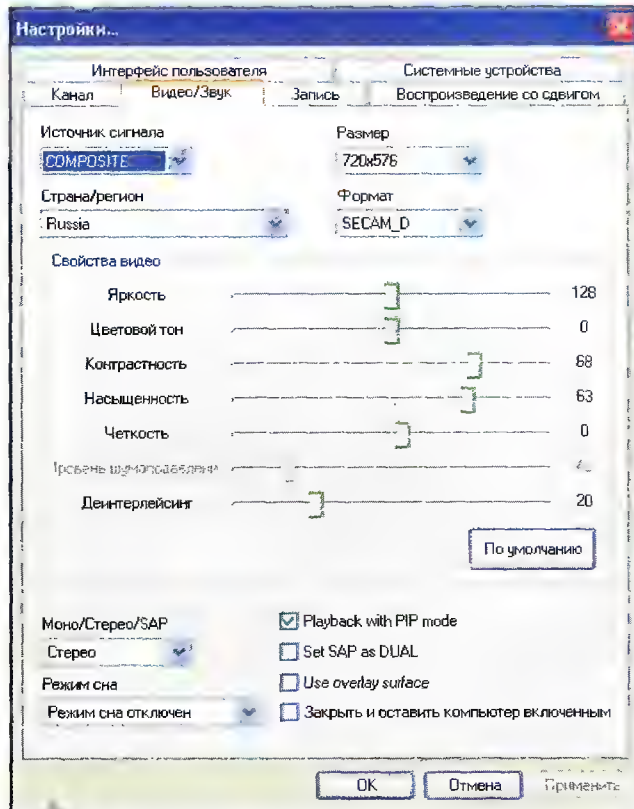 Настройки...
Интерфейс пользователя Системные устройства
Канал Видео/Звук Запись Воспроизведение со сдвигом
Источник сигнала Размер
COMPOSITE 720x576
Страна/регион Формат
Russia SECAM_D
Свойства видео
Яркость 128
Цветовой тон 0
Контрастность 68
Насыщенность 63
Четкость 0
Уровень шумоподавления
Деинтерлейсинг 20
По умолчанию
Моно/Стерео/SAP Playback with PIP mode
Стерео Set SAP as DUAL
Режим сна Use overlay surface
Режим сна отключен Закрыть и оставить компьютер включенным
OK Отмена Применить